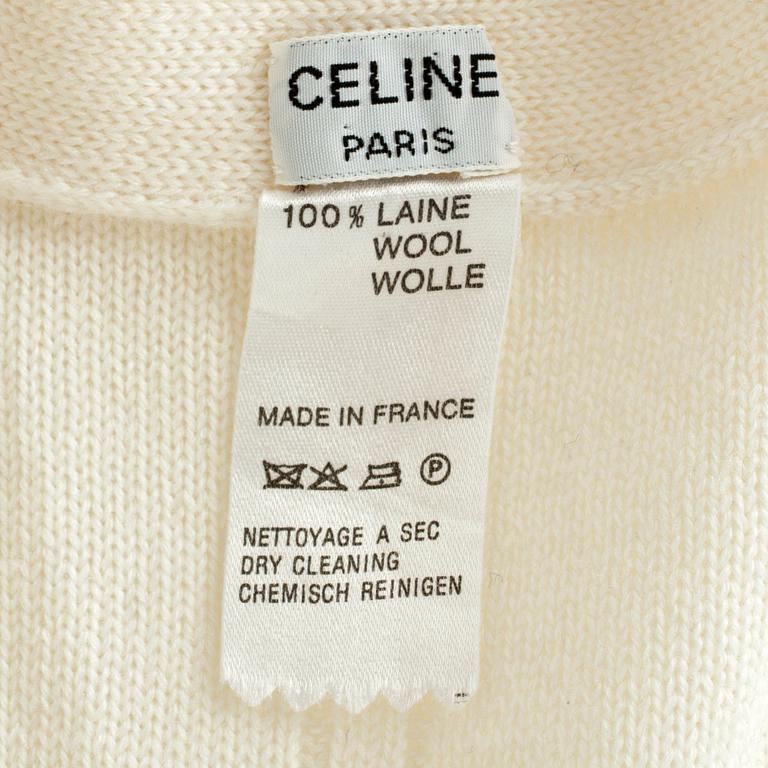 CELINE
PARIS
100% LAINE
WOOL
WOLLE
MADE IN FRANCE
P
NETTOYAGE A SEC
DRY CLEANING
CHEMISCH REINIGEN